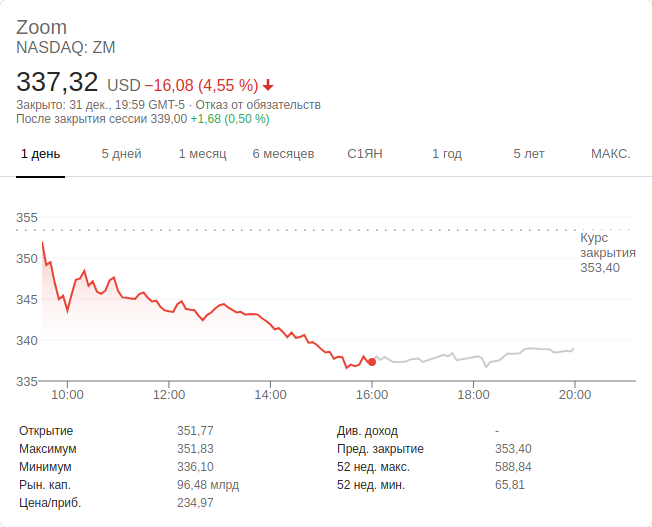 Zoom
NASDAQ: ZM
337,32 USD −16,08 (4,55 %)
Закрыто: 31 дек., 19:59 GMT-5 · Отказ от обязательств
После закрытия сессии 339,00 +1,68 (0,50 %)
1 день 5 дней 1 месяц 6 месяцев С1ЯН 1 год 5 лет МАКС.
355
Курс
закрытия
353,40
350
345
340
335
10:00 12:00 14:00 16:00 18:00 20:00
Открытие 351,77 Див. доход -
Максимум 351,83 Пред. закрытие 353,40
Минимум 336,10 52 нед. макс. 588,84
Рын. кап. 96,48 млрд 52 нед. мин. 65,81
Цена/приб. 234,97